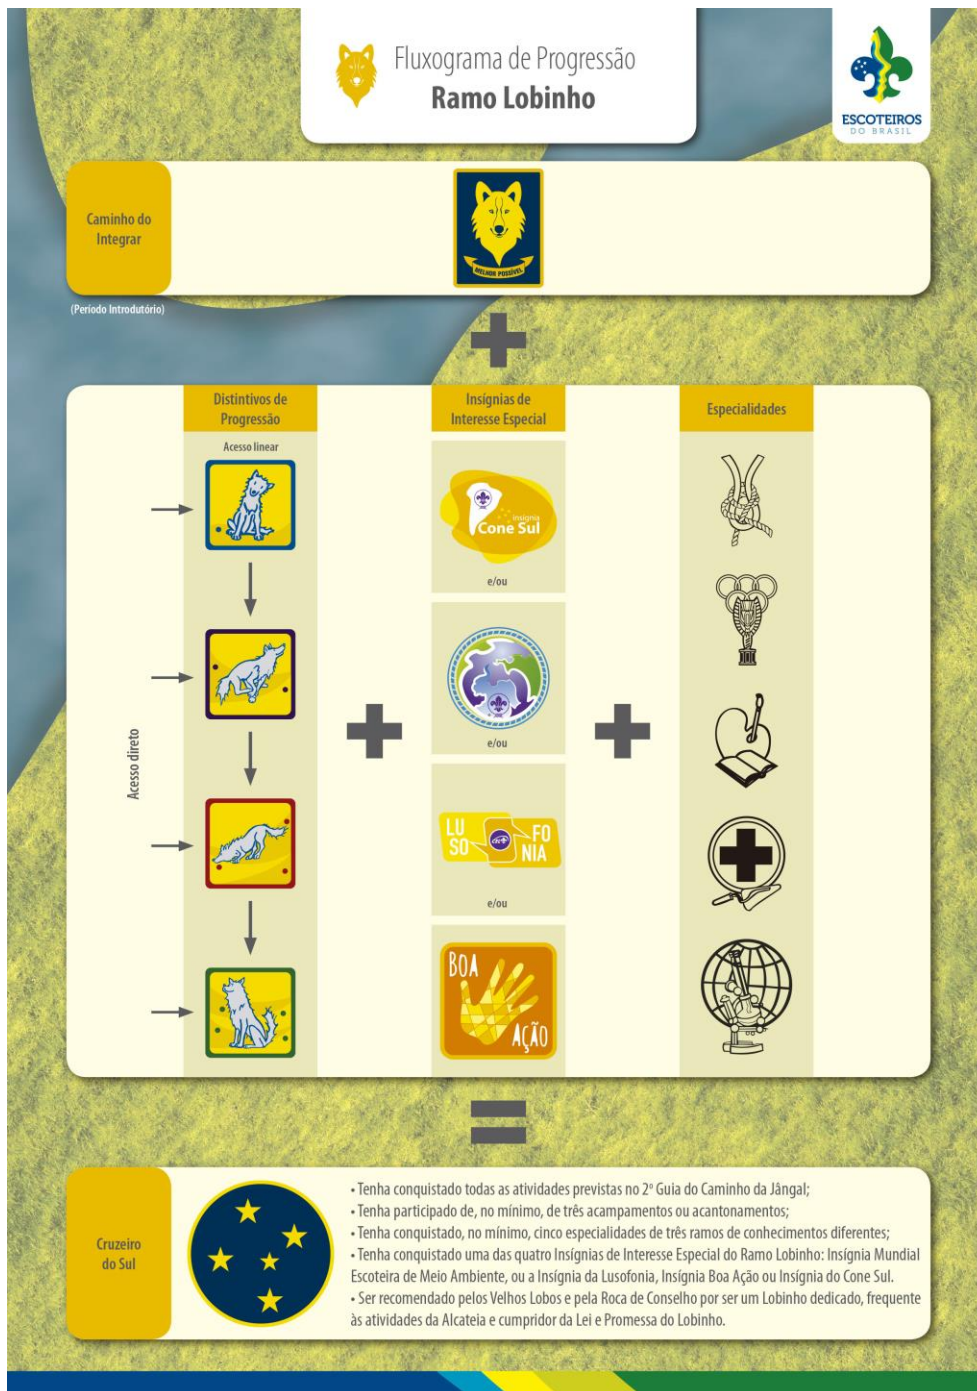 Fluxograma de Progressão
Ramo Lobinho
ESCOTEIROS
DO BRASIL
Caminho do
Integrar
MELHOR POSSÍVEL
(Período Introdutório)
Distintivos de
Progressão
Acesso linear
Acesso direto
Insígnias de
Interesse Especial
insígnia
Cone Sul
e/ou
e/ou
LU
SO
FO
NIA
e/ou
BOA
AÇÃO
Especialidades
Cruzeiro
do Sul
• Tenha conquistado todas as atividades previstas no 2º Guia do Caminho da Jângal;
• Tenha participado de, no mínimo, de três acampamentos ou acantonamentos;
• Tenha conquistado, no mínimo, cinco especialidades de três ramos de conhecimentos diferentes;
• Tenha conquistado uma das quatro Insígnias de Interesse Especial do Ramo Lobinho: Insígnia Mundial
Escoteira de Meio Ambiente, ou a Insígnia da Lusofonia, Insígnia Boa Ação ou Insígnia do Cone Sul.
• Ser recomendado pelos Velhos Lobos e pela Roca de Conselho por ser um Lobinho dedicado, frequente
às atividades da Alcateia e cumpridor da Lei e Promessa do Lobinho.